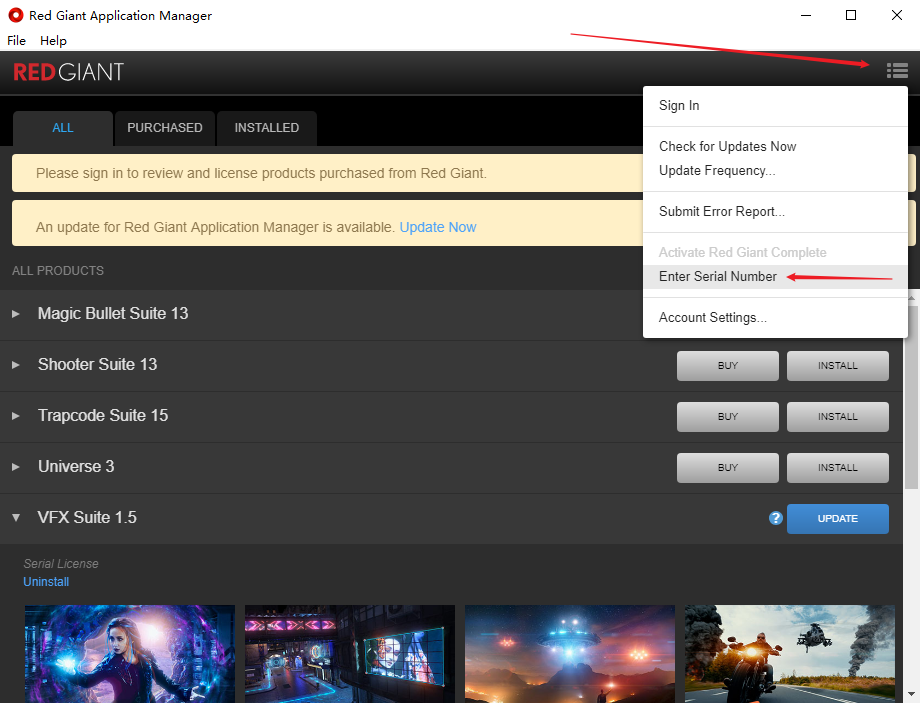 Red Giant Application Manager
File Help
RED GIANT
Sign In
Check for Updates Now
Update Frequency...
Submit Error Report...
Activate Red Giant Complete
Enter Serial Number
Account Settings...
ALL PURCHASED INSTALLED
Please sign in to review and license products purchased from Red Giant.
An update for Red Giant Application Manager is available. Update Now
ALL PRODUCTS
Magic Bullet Suite 13
Shooter Suite 13 BUY INSTALL
Trapcode Suite 15 BUY INSTALL
Universe 3 BUY INSTALL
VFX Suite 1.5 ? UPDATE
Serial License
Uninstall